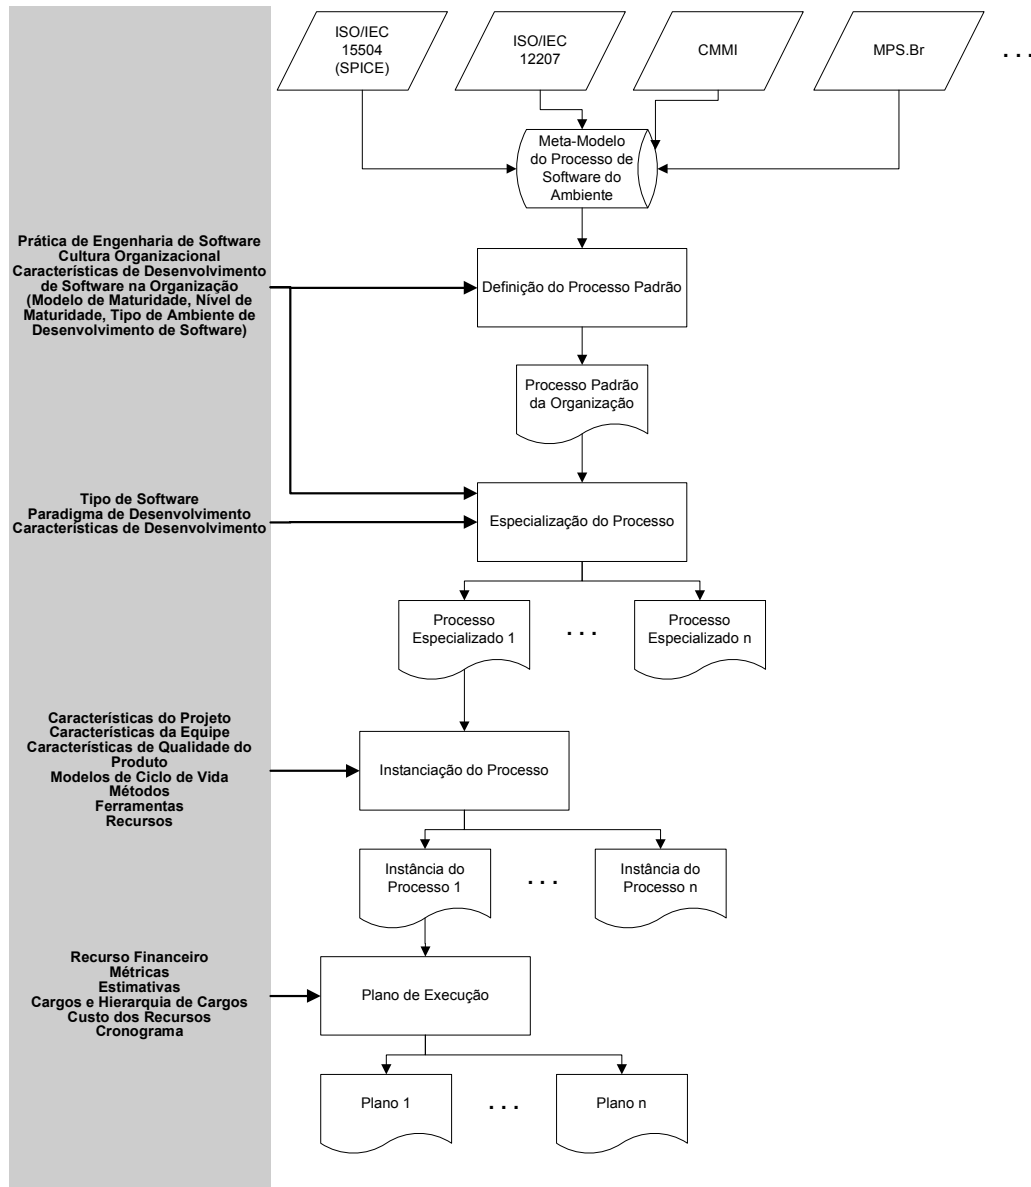 ISO/IEC
15504
(SPICE)
ISO/IEC
12207
CMMI
MPS.Br
. . .
Meta-Modelo
do Processo de
Software do
Ambiente
Prática de Engenharia de Software
Cultura Organizacional
Características de Desenvolvimento
de Software na Organização
(Modelo de Maturidade, Nível de
Maturidade, Tipo de Ambiente de
Desenvolvimento de Software)
Definição do Processo Padrão
Processo Padrão
da Organização
Tipo de Software
Paradigma de Desenvolvimento
Características de Desenvolvimento
Especialização do Processo
Processo
Especializado 1
. . .
Processo
Especializado n
Características do Projeto
Características da Equipe
Características de Qualidade do
Produto
Modelos de Ciclo de Vida
Métodos
Ferramentas
Recursos
Instanciação do Processo
Instância do
Processo 1
. . .
Instância do
Processo n
Recurso Financeiro
Métricas
Estimativas
Cargos e Hierarquia de Cargos
Custo dos Recursos
Cronograma
Plano de Execução
Plano 1
. . .
Plano n